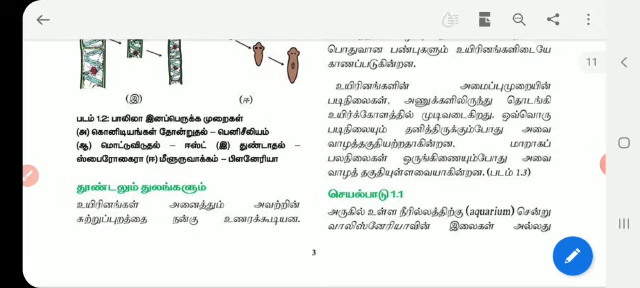 11
(இ)
(ஈ)
படம் 1.2: பாலிலா இனப்பெருக்க முறைகள்
(அ) கொனிடியங்கள் தோன்றுதல் – பெனிசீலியம்
(ஆ) மொட்டுவிடுதல் – ஈஸ்ட் (இ) துண்டாதல் –
ஸ்பைரோகைரா (ஈ) மீளுருவாக்கம் – பிளனேரியா
தூண்டலும் துலங்களும்
உயிரினங்கள் அனைத்தும் அவற்றின்
சுற்றுப்புறத்தை நன்கு உணரக்கூடியன.
பொதுவான பண்புகளும் உயிரினங்களிடையே
காணப்படுகின்றன.
உயிரினங்களின் அமைப்புமுறையின்
படிநிலைகள், அணுக்களிலிருந்து தொடங்கி
உயிர்க்கோளத்தில் முடிவடைகிறது. ஒவ்வொரு
படிநிலையும் தனித்திருக்கும்போது அவை
வாழத்தகுதியற்றதாகின்றன. மாறாகப்
பலநிலைகள் ஒருங்கிணையும்போது அவை
வாழத் தகுதியுள்ளவையாகின்றன. (படம் 1.3)
செயல்பாடு 1.1
அருகில் உள்ள நீரில்லத்திற்கு (aquarium) சென்று
வாலிஸ்னேரியாவின் இலைகள் அல்லது
3